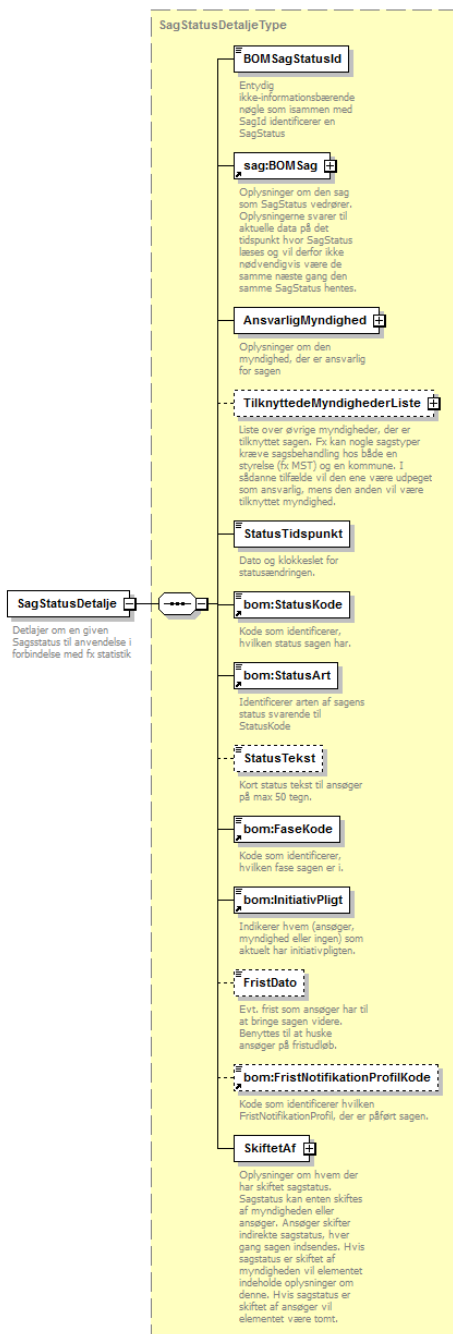 SagStatusDetaljeType
BOMSagStatusId
Entydig
ikke-informationsbærende
nøgle som isammen med
SagId identificerer en
SagStatus
sag:BOMSag
Oplysninger om den sag
som SagStatus vedrører.
Oplysningerne svarer til
aktuelle data på det
tidspunkt hvor SagStatus
læses og vil derfor ikke
nødvendigvis være de
samme næste gang den
samme SagStatus hentes.
AnsvarligMyndighed
Oplysninger om den
myndighed, der er ansvarlig
for sagen
TilknyttedeMyndighederListe
Liste over øvrige myndigheder, der er
tilknyttet sagen. Fx kan nogle sagstyper
kræve sagsbehandling hos både en
styrelse (fx MST) og en kommune. I
sådanne tilfælde vil den ene være udpeget
som ansvarlig, mens den anden vil være
tilknyttet myndighed.
StatusTidspunkt
Dato og klokkeslet for
statusændringen.
SagStatusDetalje
Detlajer om en given
Sagsstatus til anvendelse i
forbindelse med fx statistik
bom:StatusKode
Kode som identificerer,
hvilken status sagen har.
bom:StatusArt
Identificerer arten af sagens
status svarende til
StatusKode
StatusTekst
Kort status tekst til ansøger
på max 50 tegn.
bom:FaseKode
Kode som identificerer,
hvilken fase sagen er i.
bom:InitiativPligt
Indikerer hvem (ansøger,
myndighed eller ingen) som
aktuelt har initiativpligten.
FristDato
Evt. frist som ansøger har til
at bringe sagen videre.
Benyttes til at huske
ansøger på fristudløb.
bom:FristNotifikationProfilKode
Kode som identificerer hvilken
FristNotifikationProfil, der er påført sagen.
SkiftetAf
Oplysninger om hvem der
har skiftet sagstatus.
Sagstatus kan enten skiftes
af myndigheden eller
ansøger. Ansøger skifter
indirekte sagstatus, hver
gang sagen indsendes. Hvis
sagstatus er skiftet af
myndigheden vil elementet
indeholde oplysninger om
denne. Hvis sagstatus er
skiftet af ansøger vil
elementet være tomt.